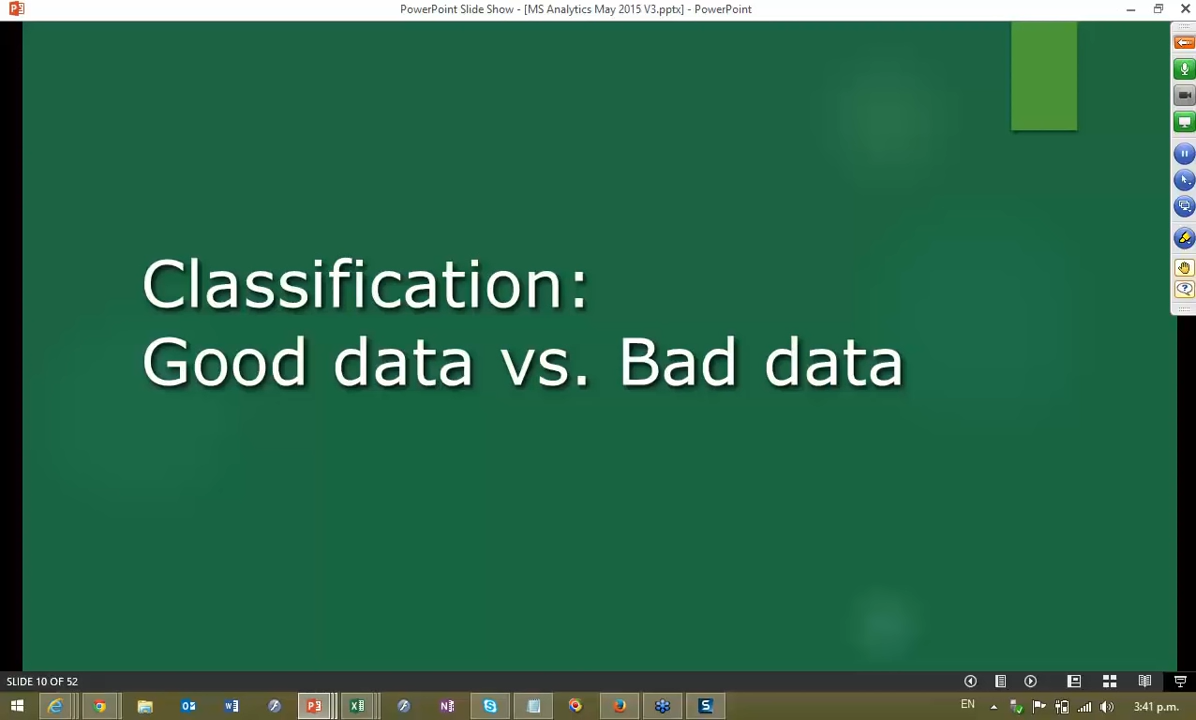 PowerPoint Slide Show - [MS Analytics May 2015 V3.pptx] - PowerPoint
Classification:
Good data vs. Bad data
SLIDE 10 OF 52
EN
3:41 p.m.